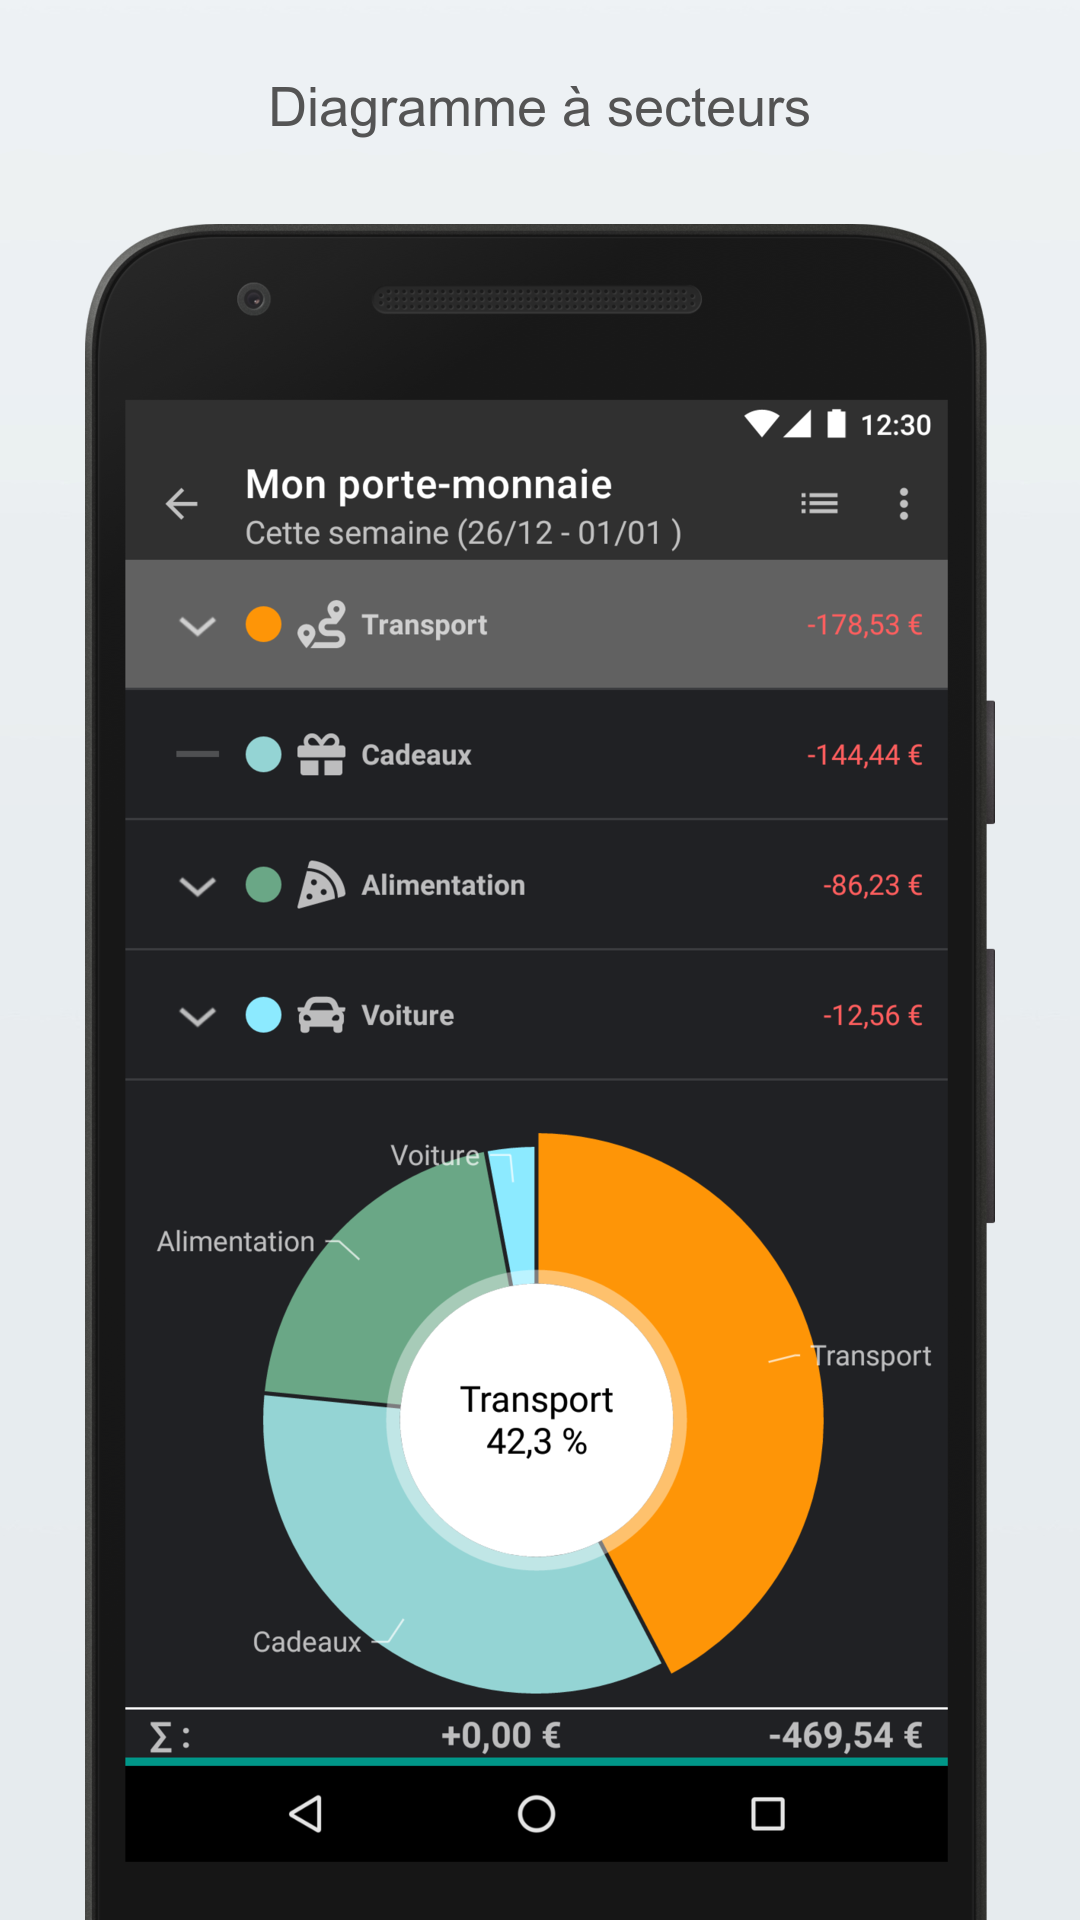 Diagramme à secteurs
12:30
Mon porte-monnaie
Cette semaine (26/12 - 01/01 )
Transport -178,53 €
Cadeaux -144,44 €
Alimentation -86,23 €
Voiture -12,56 €
Voiture
Alimentation
Transport
Transport
42,3 %
Cadeaux
Σ : +0,00 € -469,54 €